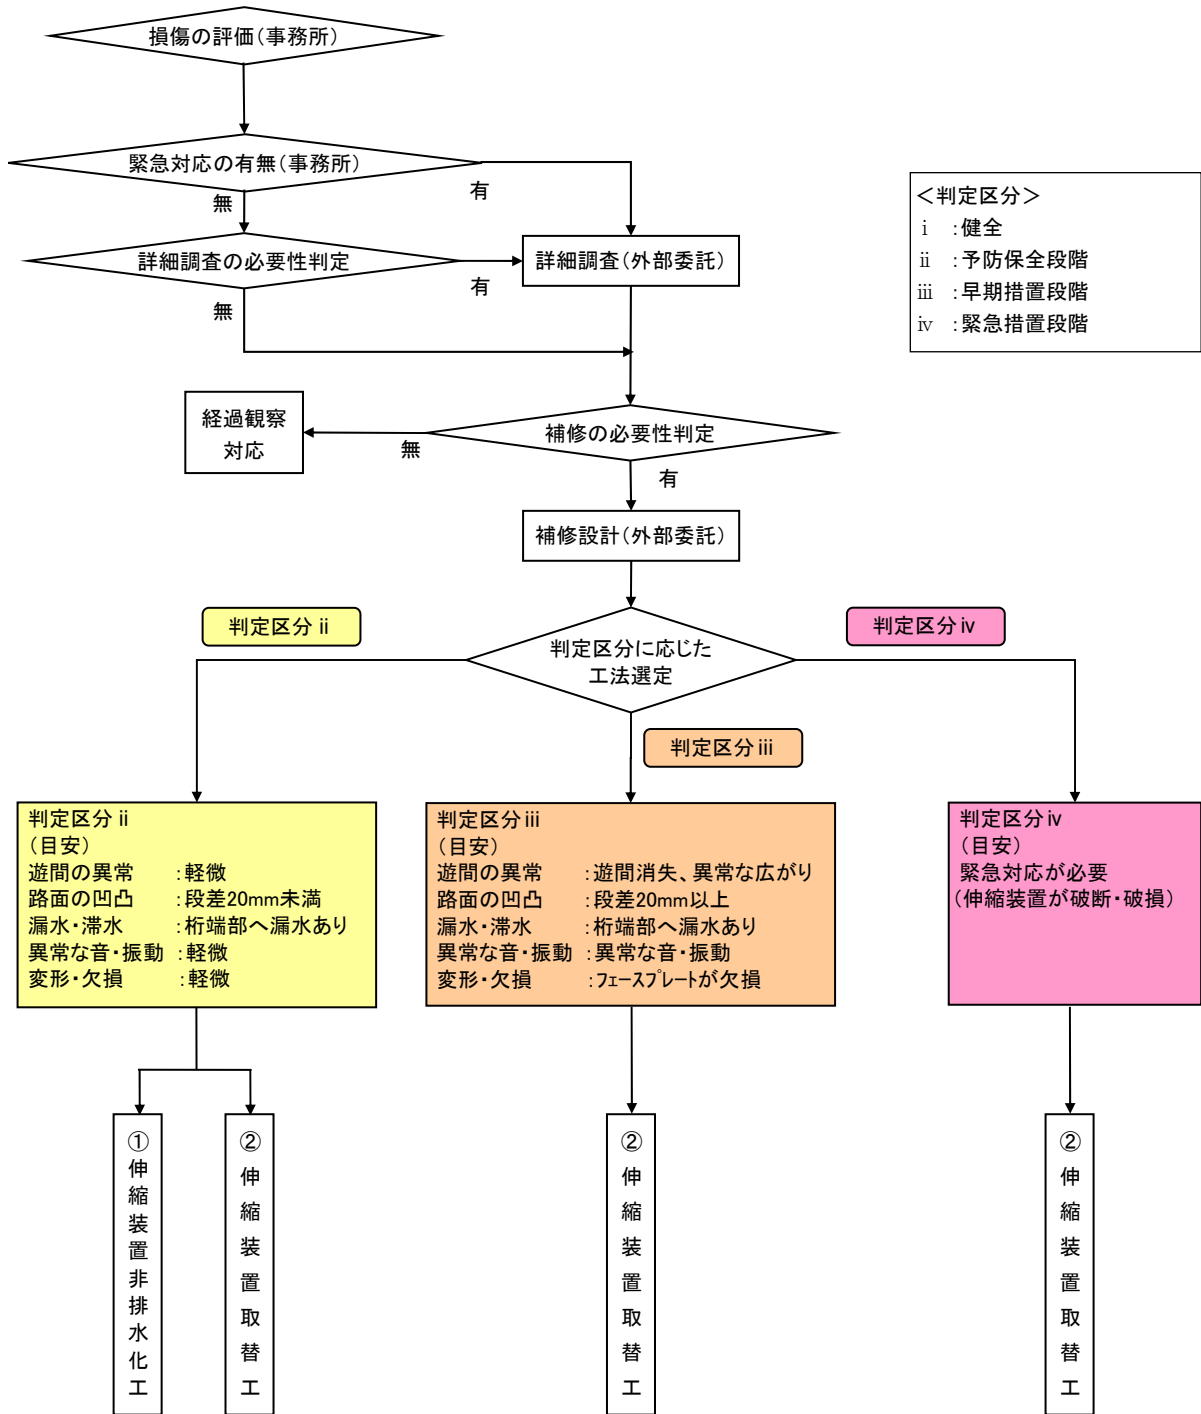 損傷の評価(事務所)
緊急対応の有無(事務所)
有
無
詳細調査の必要性判定
有
無
詳細調査(外部委託)
<判定区分>
ⅰ :健全
ⅱ :予防保全段階
ⅲ :早期措置段階
ⅳ :緊急措置段階
経過観察
対応
無
補修の必要性判定
有
補修設計(外部委託)
判定区分ⅱ
判定区分に応じた
工法選定
判定区分ⅳ
判定区分ⅲ
判定区分ⅱ
(目安)
遊間の異常 :軽微
路面の凹凸 :段差20mm未満
漏水・滞水 :桁端部へ漏水あり
異常な音・振動 :軽微
変形・欠損 :軽微
判定区分ⅲ
(目安)
遊間の異常 :遊間消失、異常な広がり
路面の凹凸 :段差20mm以上
漏水・滞水 :桁端部へ漏水あり
異常な音・振動 :異常な音・振動
変形・欠損 :フェースプレートが欠損
判定区分ⅳ
(目安)
緊急対応が必要
(伸縮装置が破断・破損)
①伸縮装置非排水化工
②伸縮装置取替工
②伸縮装置取替工
②伸縮装置取替工